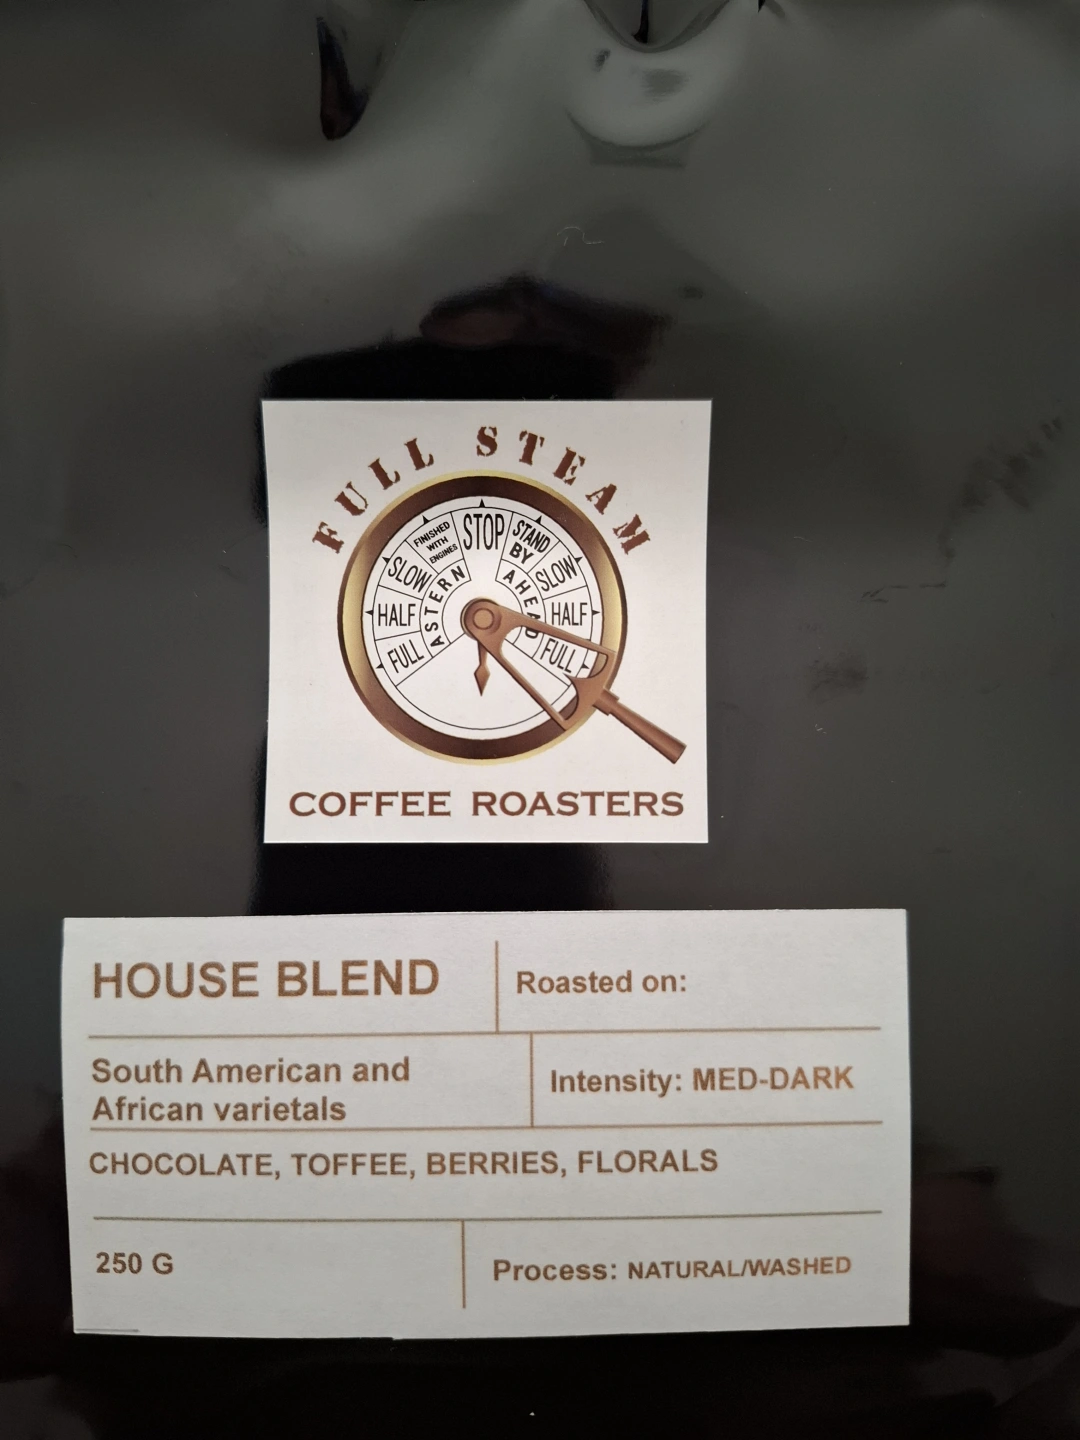 FULL STEAM
FINISHED WITH ENGINES
STOP
STAND BY
SLOW
SLOW
ASTERN
AHEAD
HALF
HALF
FULL
FULL
COFFEE ROASTERS
HOUSE BLEND
Roasted on:
South American and
African varietals
Intensity: MED-DARK
CHOCOLATE, TOFFEE, BERRIES, FLORALS
250 G
Process: NATURAL/WASHED